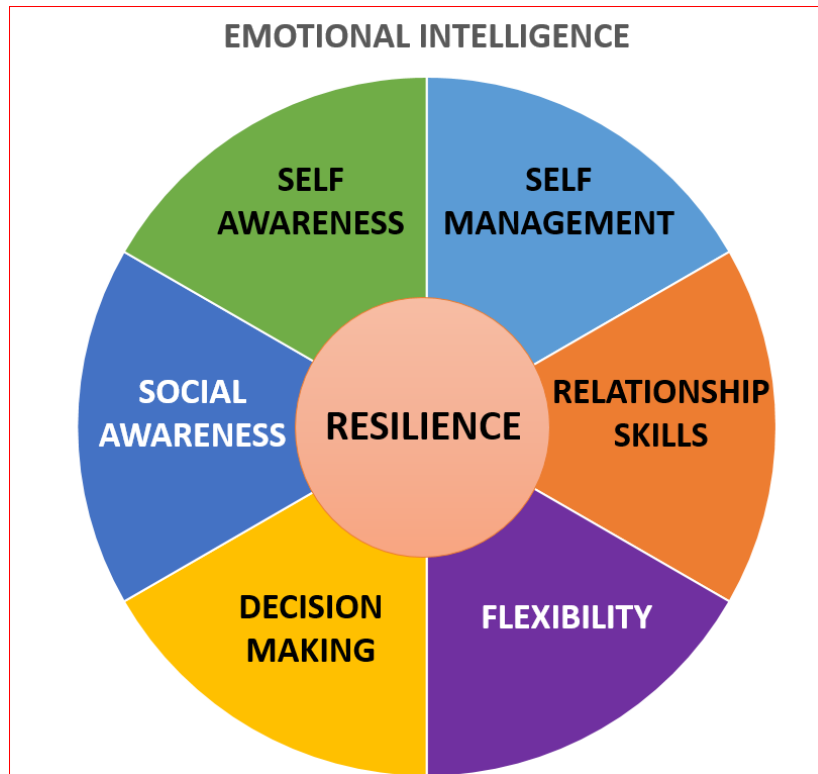 EMOTIONAL INTELLIGENCE
SELF
AWARENESS
SELF
MANAGEMENT
SOCIAL
AWARENESS
RESILIENCE
RELATIONSHIP
SKILLS
DECISION
MAKING
FLEXIBILITY